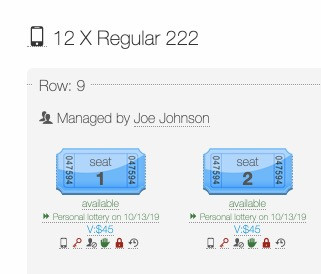 12 X Regular 222
Row: 9
Managed by Joe Johnson
047594 seat 1 047594
047594 seat 2 047594
available available
Personal lottery on 10/13/19 Personal lottery on 10/13/19
V:$45 V:$45